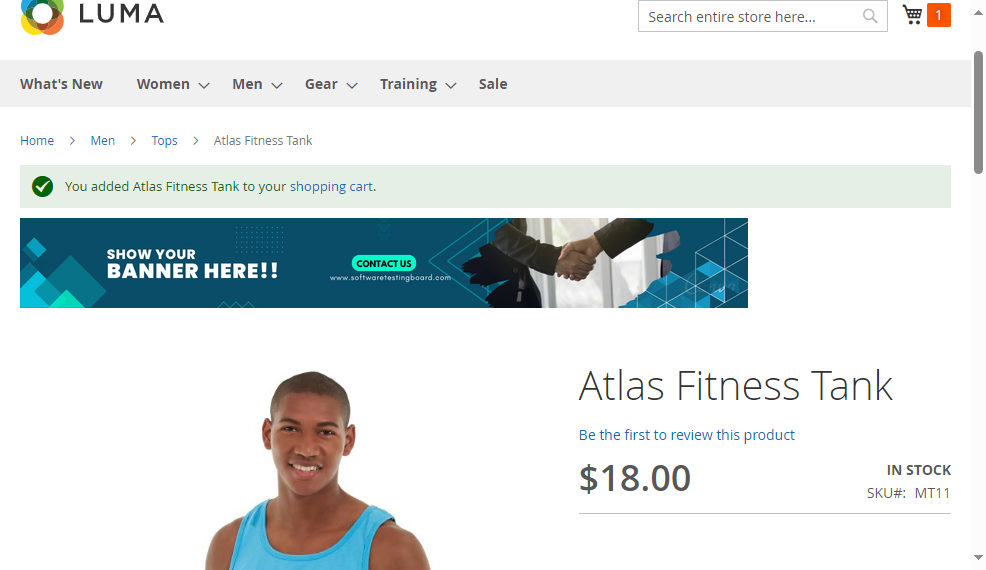 LUMA
Search entire store here...
1
What's New
Women
Men
Gear
Training
Sale
Home
Men
Tops
Atlas Fitness Tank
You added Atlas Fitness Tank to your shopping cart.
SHOW YOUR
BANNER HERE!!
CONTACT US
www.softwaretestingboard.com
Atlas Fitness Tank
Be the first to review this product
$18.00
IN STOCK
SKU#: MT11